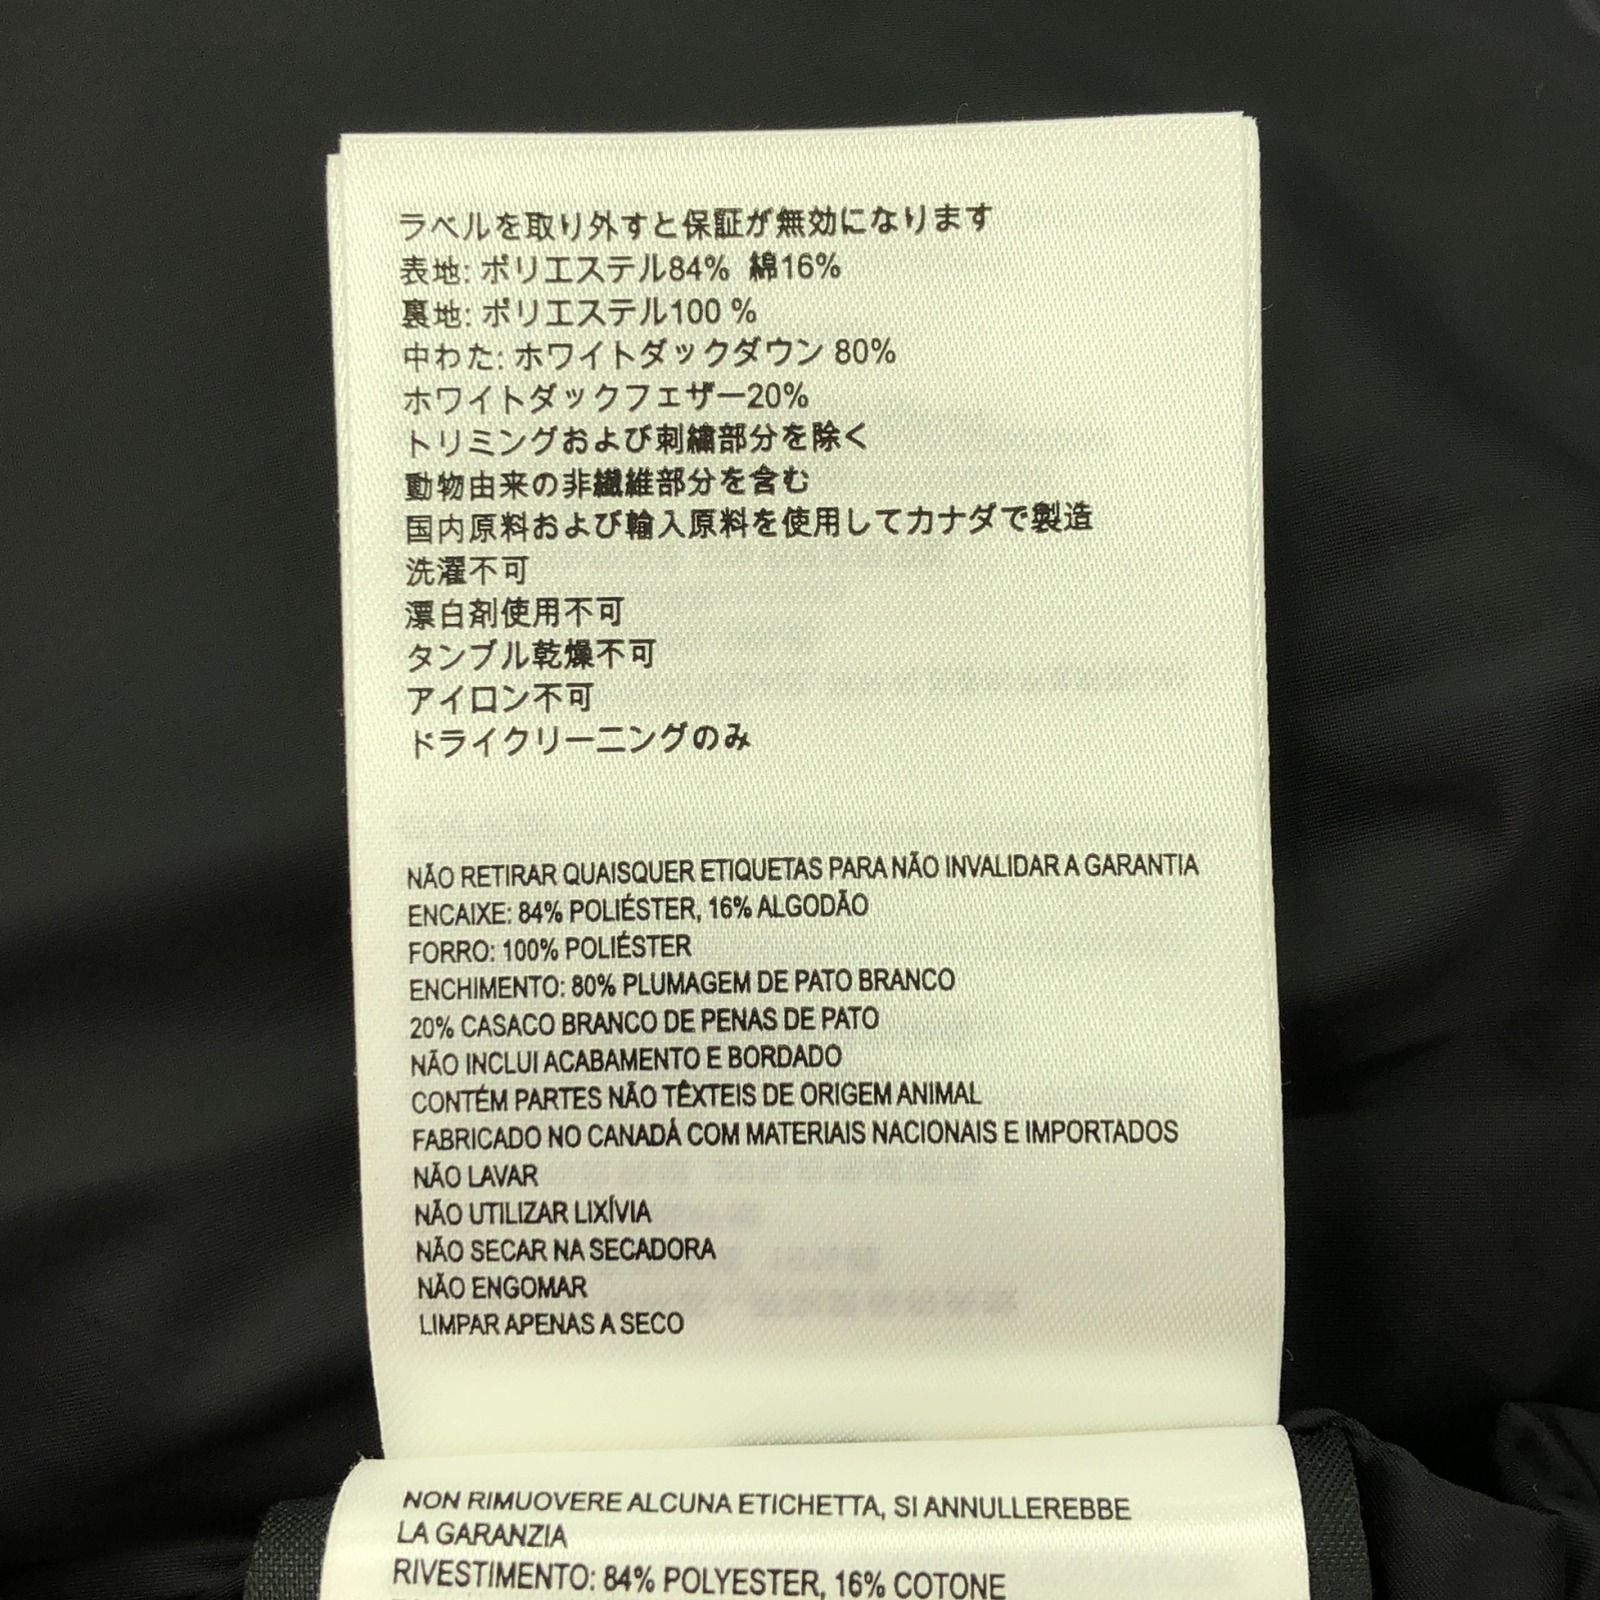 ラベルを取り外すと保証が無効になります
表地: ポリエステル84% 綿16%
裏地: ポリエステル100 %
中わた: ホワイトダックダウン 80%
ホワイトダックフェザー20%
トリミングおよび刺繍部分を除く
動物由来の非繊維部分を含む
国内原料および輸入原料を使用してカナダで製造
洗濯不可
漂白剤使用不可
タンブル乾燥不可
アイロン不可
ドライクリーニングのみ
NÃO RETIRAR QUAISQUER ETIQUETAS PARA NÃO INVALIDAR A GARANTIA
ENCAIXE: 84% POLIÉSTER, 16% ALGODÃO
FORRO: 100% POLIÉSTER
ENCHIMENTO: 80% PLUMAGEM DE PATO BRANCO
20% CASACO BRANCO DE PENAS DE PATO
NÃO INCLUI ACABAMENTO E BORDADO
CONTÉM PARTES NÃO TÊXTEIS DE ORIGEM ANIMAL
FABRICADO NO CANADÁ COM MATERIAIS NACIONAIS E IMPORTADOS
NÃO LAVAR
NÃO UTILIZAR LIXÍVIA
NÃO SECAR NA SECADORA
NÃO ENGOMAR
LIMPAR APENAS A SECO
NON RIMUOVERE ALCUNA ETICHETTA, SI ANNULLEREBBE
LA GARANZIA
RIVESTIMENTO: 84% POLYESTER, 16% COTONE